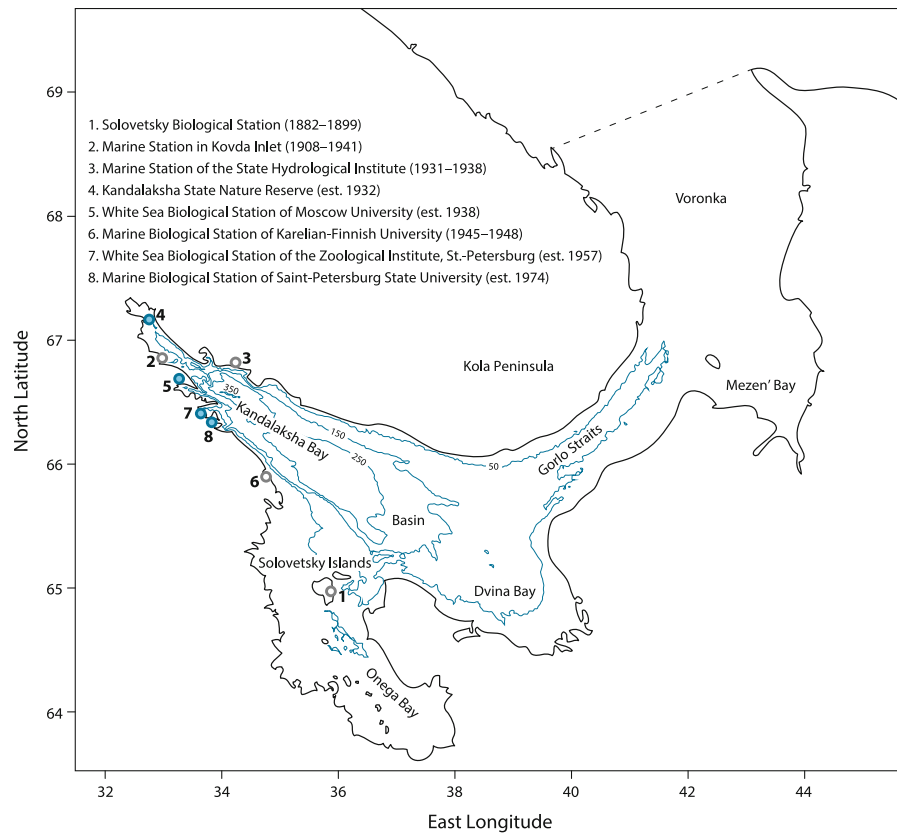 69
68
67
66
65
64
North Latitude
1. Solovetsky Biological Station (1882–1899)
2. Marine Station in Kovda Inlet (1908–1941)
3. Marine Station of the State Hydrological Institute (1931–1938)
4. Kandalaksha State Nature Reserve (est. 1932)
5. White Sea Biological Station of Moscow University (est. 1938)
6. Marine Biological Station of Karelian-Finnish University (1945–1948)
7. White Sea Biological Station of the Zoological Institute, St.-Petersburg (est. 1957)
8. Marine Biological Station of Saint-Petersburg State University (est. 1974)
Voronka
4
2
3
5
7
8
6
1
Kola Peninsula
Mezen' Bay
350
Kandalaksha Bay
150
250
50
Gorlo Straits
Basin
Solovetsky Islands
Dvina Bay
Onega Bay
32
34
36
38
40
42
44
East Longitude